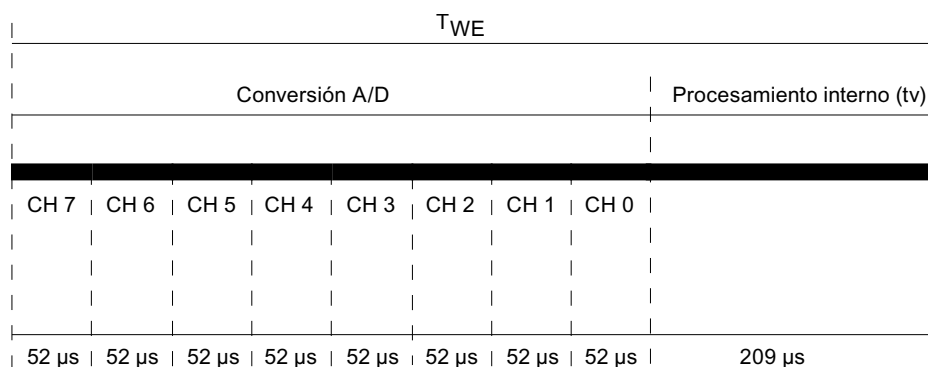 TWE
Conversión A/D Procesamiento interno (tv)
CH 7 CH 6 CH 5 CH 4 CH 3 CH 2 CH 1 CH 0
52 µs 52 µs 52 µs 52 µs 52 µs 52 µs 52 µs 52 µs 209 µs